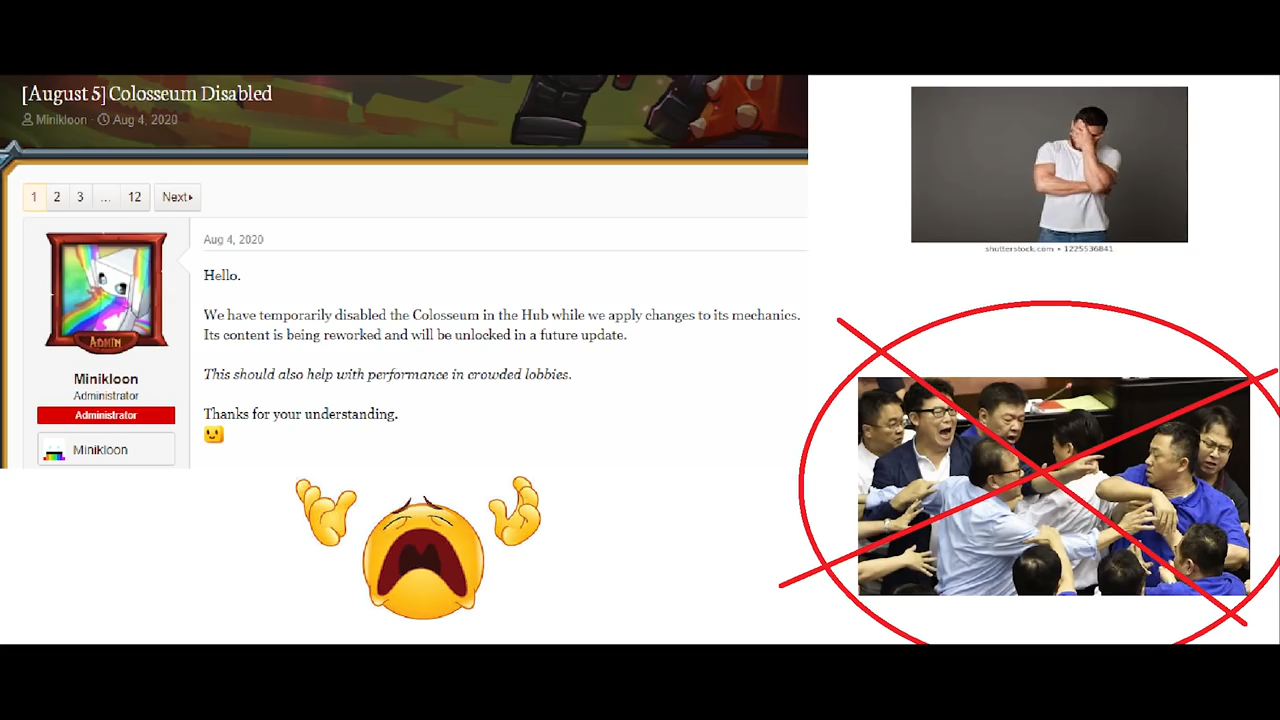 [August 5] Colosseum Disabled
Minikloon · Aug 4, 2020
1 2 3 ... 12 Next
Aug 4, 2020
ADMIN
Minikloon
Administrator
Administrator
Minikloon
Hello.
We have temporarily disabled the Colosseum in the Hub while we apply changes to its mechanics.
Its content is being reworked and will be unlocked in a future update.
This should also help with performance in crowded lobbies.
Thanks for your understanding.
shutterstock.com • 1225536841